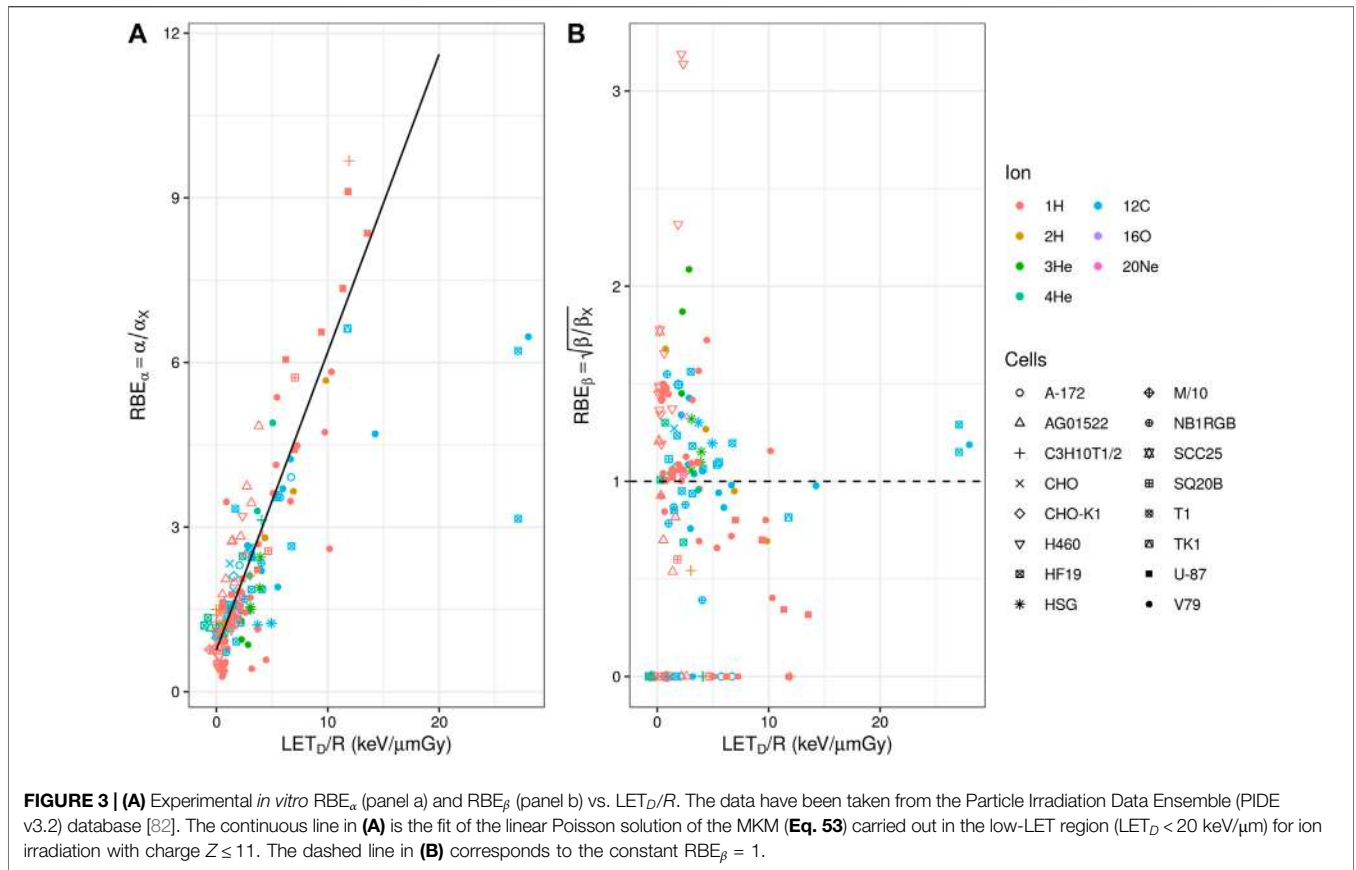 A
12
9
6
3
0
RBEα = α/αX
0
10
20
LETD/R (keV/μmGy)
B
3
2
1
0
RBEβ = √β/βX
0
10
20
LETD/R (keV/μmGy)
Ion
1H
12C
2H
16O
3He
20Ne
4He
Cells
A-172
M/10
AG01522
NB1RGB
C3H10T1/2
SCC25
CHO
SQ20B
CHO-K1
T1
H460
TK1
HF19
U-87
HSG
V79
FIGURE 3 | (A) Experimental in vitro RBEα (panel a) and RBEβ (panel b) vs. LETD/R. The data have been taken from the Particle Irradiation Data Ensemble (PIDE
v3.2) database [82]. The continuous line in (A) is the fit of the linear Poisson solution of the MKM (Eq. 53) carried out in the low-LET region (LETD < 20 keV/μm) for ion
irradiation with charge Z ≤ 11. The dashed line in (B) corresponds to the constant RBEβ = 1.